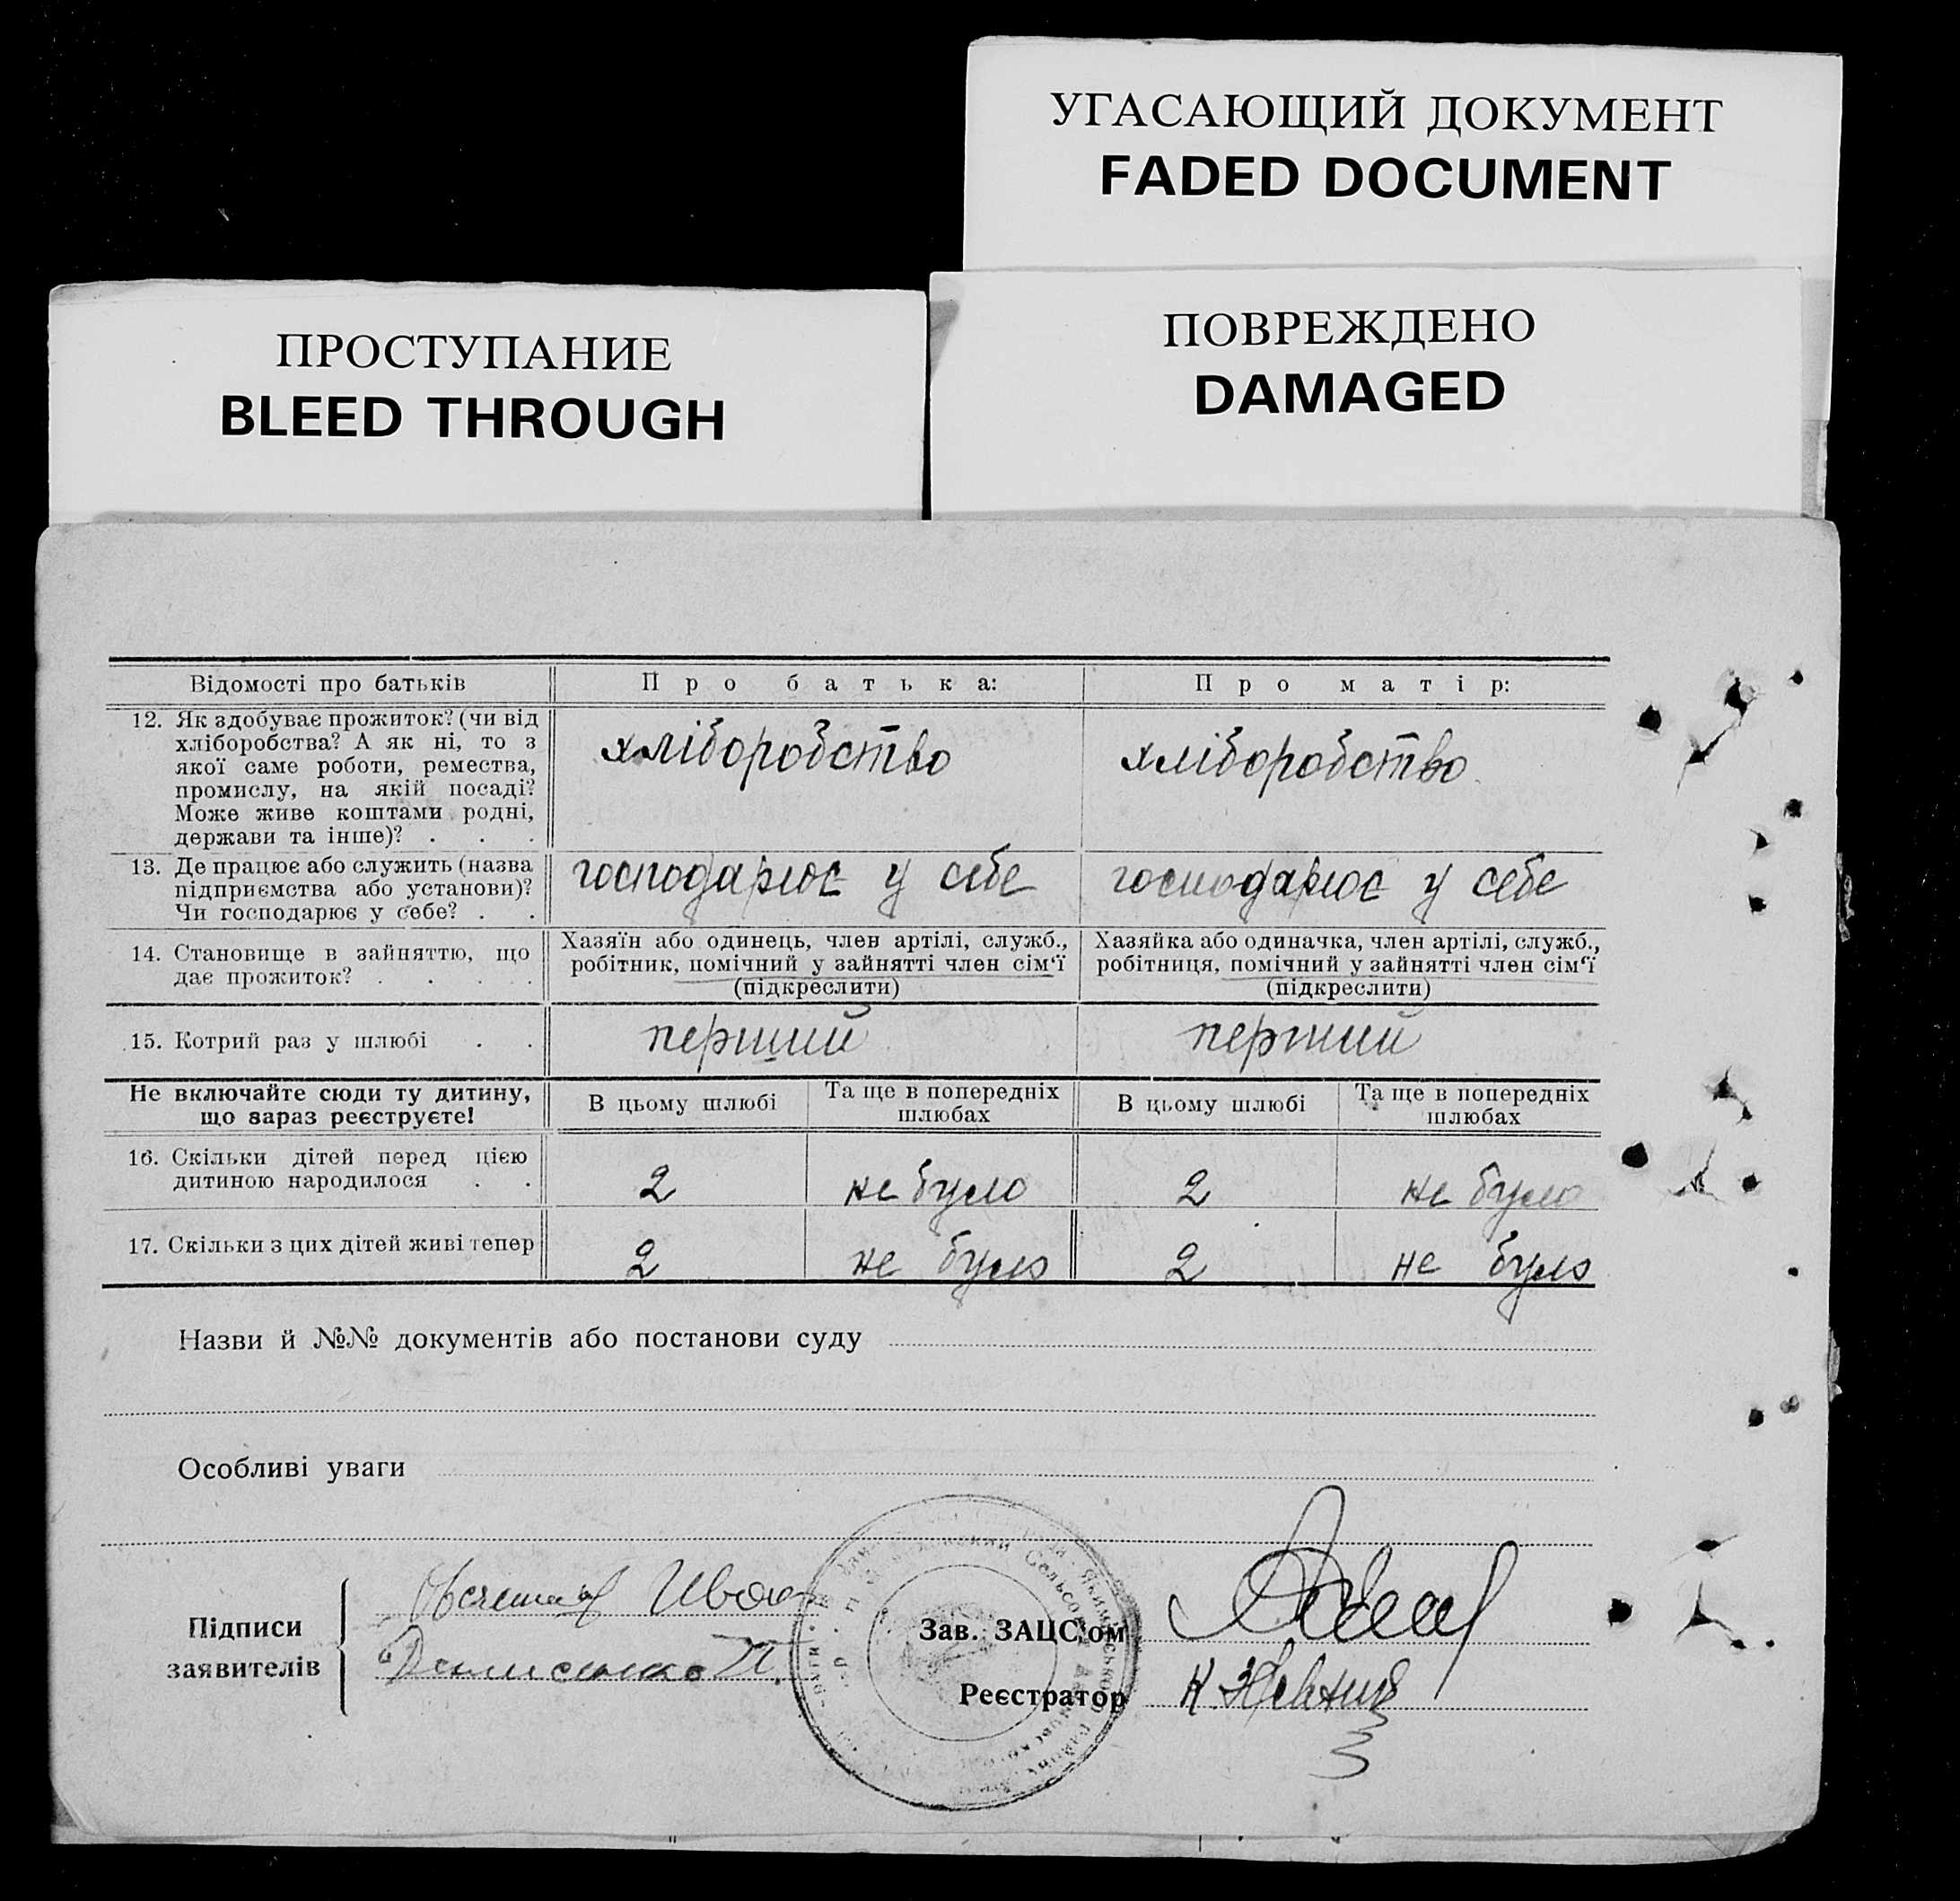 УГАСАЮЩИЙ ДОКУМЕНТ
FADED DOCUMENT
ПРОСТУПАНИЕ
BLEED THROUGH
ПОВРЕЖДЕНО
DAMAGED
Відомості про батьків
Про батька:
Про матір:
12. Як здобуває прожиток? (чи від
хліборобства? А як ні, то з
якої саме роботи, ремества,
промислу, на якій посаді?
Може живе коштами родні,
держави та інше)? . . .
хліборобство
хліборобство
13. Де працює або служить (назва
підприємства або установи)?
Чи господарює у себе? . .
господарює у себе
господарює у себе
14. Становище в зайняттю, що
дає прожиток? . . . .
Хазяїн або одинець, член артілі, служб.,
робітник, помічний у зайнятті член сім‘ї
(підкреслити)
Хазяйка або одиначка, член артілі, служб.,
робітниця, помічний у зайнятті член сім‘ї
(підкреслити)
15. Котрий раз у шлюбі . .
перший
перший
Не включайте сюди ту дитину,
що зараз реєструєте!
В цьому шлюбі
Та ще в попередніх
шлюбах
В цьому шлюбі
Та ще в попередніх
шлюбах
16. Скільки дітей перед цією
дитиною народилося . .
2
не було
2
не було
17. Скільки з цих дітей живі тепер
2
не було
2
не було
Назви й №№ документів або постанови суду
Особливі уваги
Підписи
заявителів
Зав. ЗАЦС'ом
Реєстратор